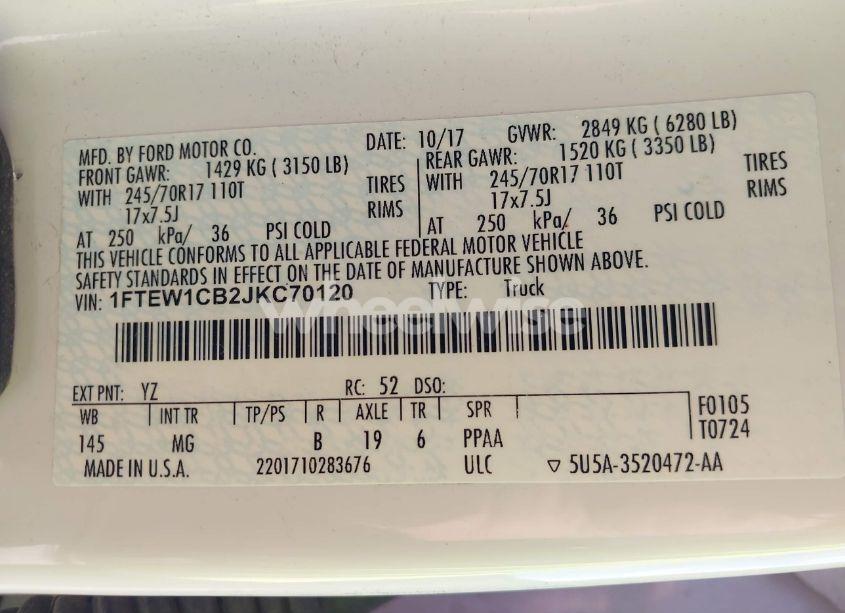 MFD. BY FORD MOTOR CO. DATE: 10/17 GVWR: 2849 KG ( 6280 LB)
FRONT GAWR: 1429 KG ( 3150 LB) REAR GAWR: 1520 KG ( 3350 LB)
WITH 245/70R17 110T TIRES WITH 245/70R17 110T TIRES
17x7.5J RIMS 17x7.5J RIMS
AT 250 kPa/ 36 PSI COLD AT 250 kPa/ 36 PSI COLD
THIS VEHICLE CONFORMS TO ALL APPLICABLE FEDERAL MOTOR VEHICLE
SAFETY STANDARDS IN EFFECT ON THE DATE OF MANUFACTURE SHOWN ABOVE.
VIN: 1FTEW1CB2JKC70120 TYPE: Truck
wheelwise
EXT PNT: YZ RC: 52 DSO:
WB INT TR TP/PS R AXLE TR SPR F0105
145 MG B 19 6 PPAA T0724
MADE IN U.S.A. 2201710283676 ULC ▽ 5U5A-3520472-AA